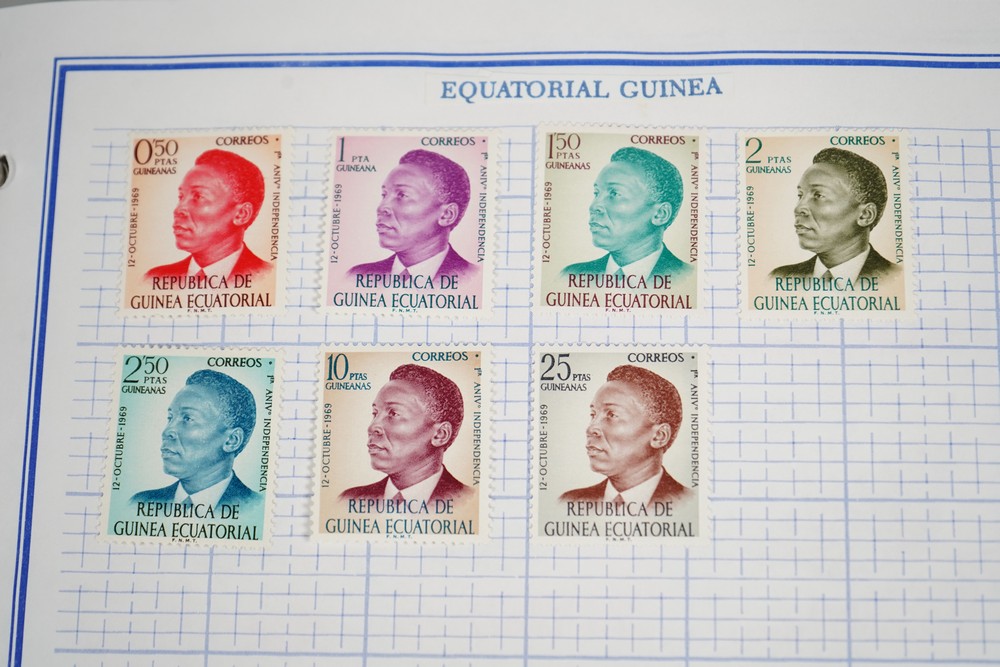 EQUATORIAL GUINEA
0'50 PTAS GUINEANAS
CORREOS
12-OCTUBRE-1969
1ᵉʳ ANIVº INDEPENDENCIA
REPUBLICA DE
GUINEA ECUATORIAL
F.N.M.T.
1 PTA GUINEANA
CORREOS
12-OCTUBRE-1969
1ᵉʳ ANIVº INDEPENDENCIA
REPUBLICA DE
GUINEA ECUATORIAL
F.N.M.T.
1'50 PTAS GUINEANAS
CORREOS
12-OCTUBRE-1969
1ᵉʳ ANIVº INDEPENDENCIA
REPUBLICA DE
GUINEA ECUATORIAL
F.N.M.T.
2 PTAS GUINEANAS
CORREOS
12-OCTUBRE-1969
1ᵉʳ ANIVº INDEPENDENCIA
REPUBLICA DE
GUINEA ECUATORIAL
F.N.M.T.
2'50 PTAS GUINEANAS
CORREOS
12-OCTUBRE-1969
1ᵉʳ ANIVº INDEPENDENCIA
REPUBLICA DE
GUINEA ECUATORIAL
F.N.M.T.
10 PTAS GUINEANAS
CORREOS
12-OCTUBRE-1969
1ᵉʳ ANIVº INDEPENDENCIA
REPUBLICA DE
GUINEA ECUATORIAL
F.N.M.T.
25 PTAS GUINEANAS
CORREOS
12-OCTUBRE-1969
1ᵉʳ ANIVº INDEPENDENCIA
REPUBLICA DE
GUINEA ECUATORIAL
F.N.M.T.